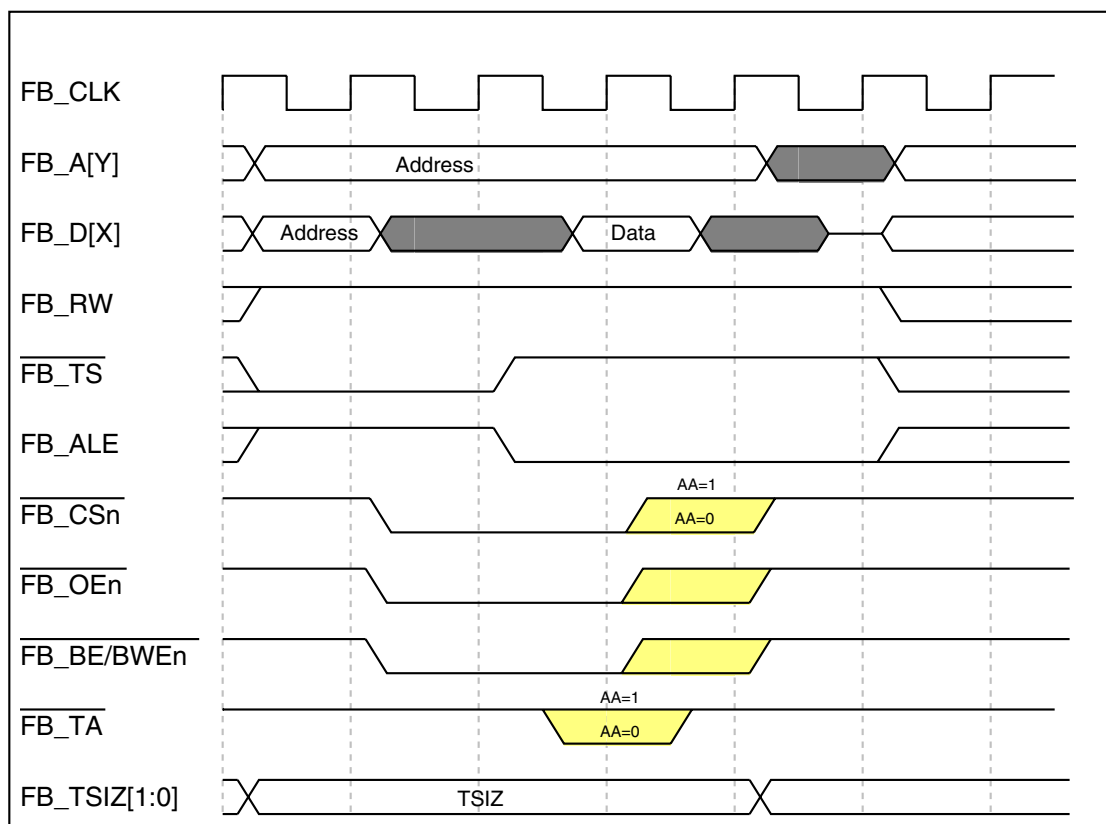 FB_CLK
FB_A[Y]
Address
FB_D[X]
Address
Data
FB_RW
FB_TS
FB_ALE
AA=1
FB_CSn
AA=0
FB_OEn
FB_BE/BWEn
AA=1
FB_TA
AA=0
FB_TSIZ[1:0]
TSIZ